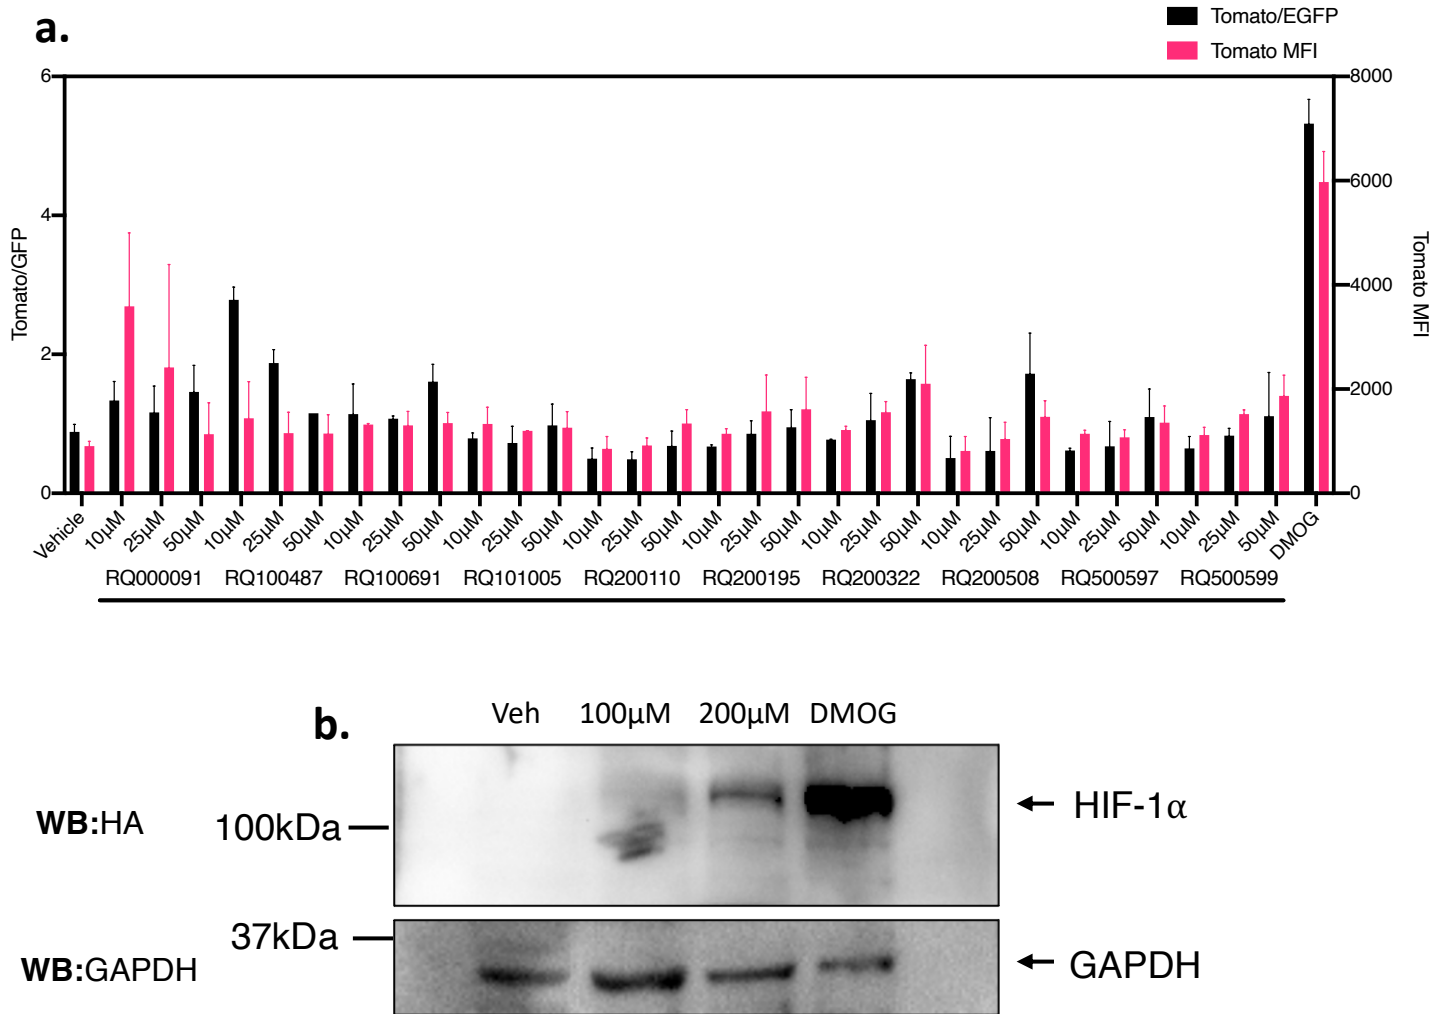 a.
Tomato/EGFP
Tomato MFI
6
4
2
0
Tomato/GFP
8000
6000
4000
2000
0
Tomato MFI
Vehicle 10µM 25µM 50µM 10µM 25µM 50µM 10µM 25µM 50µM 10µM 25µM 50µM 10µM 25µM 50µM 10µM 25µM 50µM 10µM 25µM 50µM 10µM 25µM 50µM 10µM 25µM 50µM 10µM 25µM 50µM DMOG
RQ000091 RQ100487 RQ100691 RQ101005 RQ200110 RQ200195 RQ200322 RQ200508 RQ500597 RQ500599
b.
Veh 100µM 200µM DMOG
WB:HA
100kDa
HIF-1α
37kDa
WB:GAPDH
GAPDH